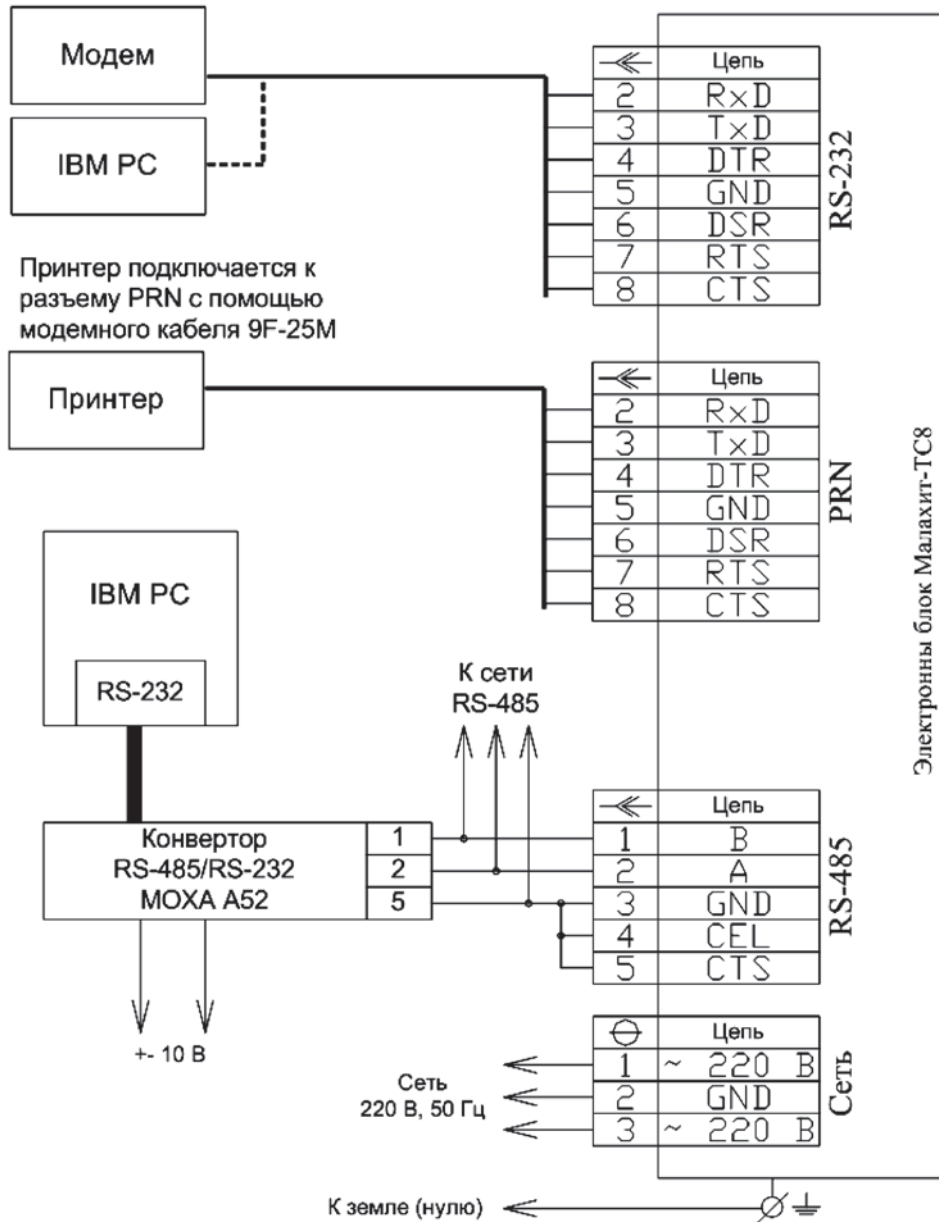 Модем
IBM PC
Цепь
2 RxD
3 TxD
4 DTR
5 GND
6 DSR
7 RTS
8 CTS
RS-232
Принтер подключается к
разъему PRN с помощью
модемного кабеля 9F-25M
Принтер
Цепь
2 RxD
3 TxD
4 DTR
5 GND
6 DSR
7 RTS
8 CTS
PRN
Электронны блок Малахит-ТС8
IBM PC
RS-232
К сети
RS-485
Конвертор
RS-485/RS-232
MOXA A52
1
2
5
+- 10 В
Цепь
1 B
2 A
3 GND
4 CEL
5 CTS
RS-485
Сеть
220 В, 50 Гц
Цепь
1 ~ 220 В
2 GND
3 ~ 220 В
Сеть
К земле (нулю)